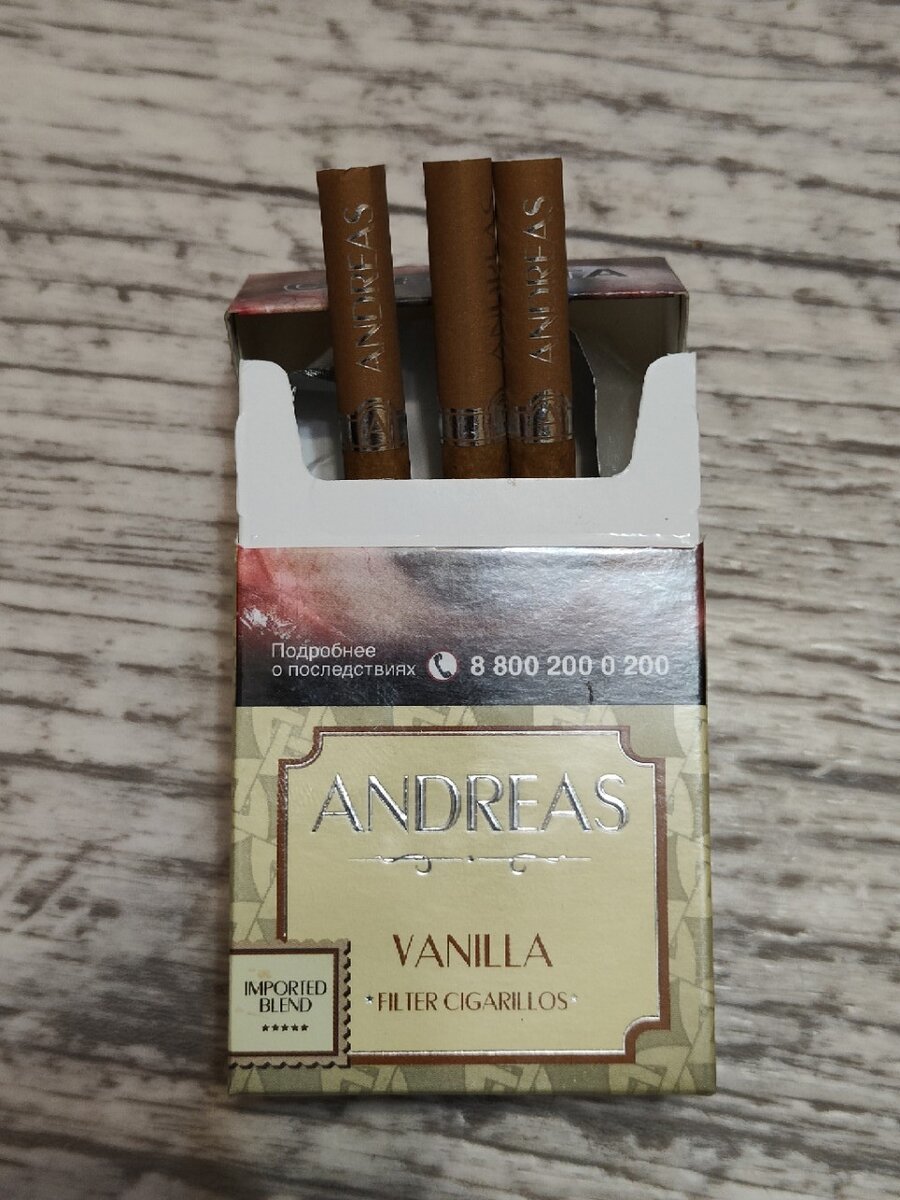 ANDREAS
ANDREAS
Подробнее
о последствиях 8 800 200 0 200
ANDREAS
VANILLA
FILTER CIGARILLOS
IMPORTED
BLEND